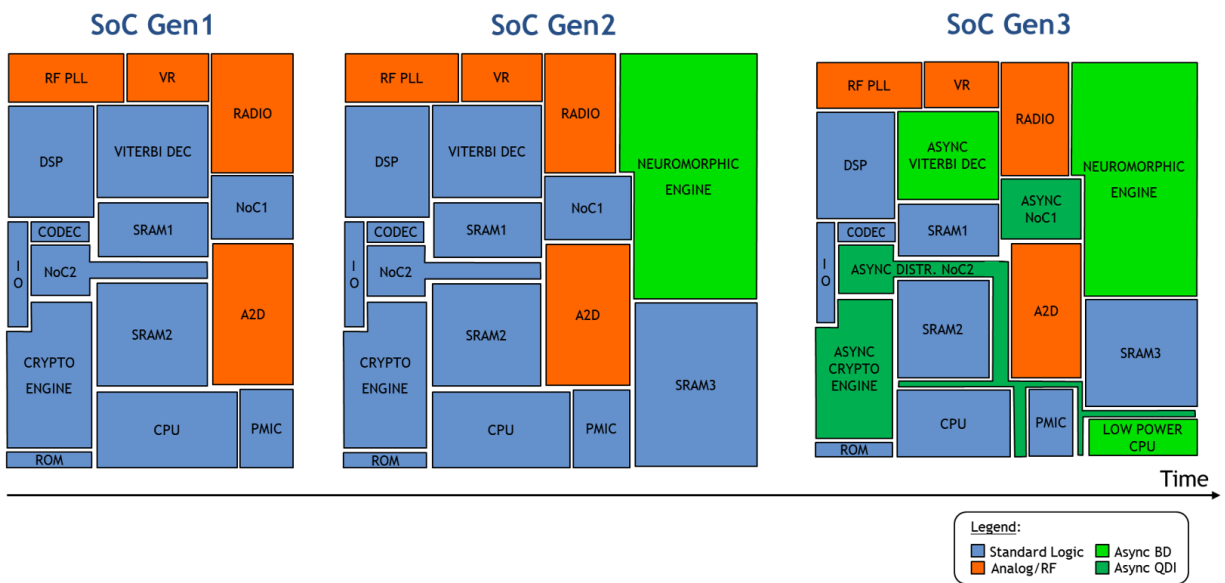 SoC Gen1
RF PLL
VR
RADIO
DSP
VITERBI DEC
NoC1
CODEC
SRAM1
IO
NoC2
SRAM2
A2D
CRYPTO
ENGINE
CPU
PMIC
ROM
SoC Gen2
RF PLL
VR
RADIO
NEUROMORPHIC
ENGINE
DSP
VITERBI DEC
NoC1
CODEC
SRAM1
IO
NoC2
SRAM2
A2D
SRAM3
CRYPTO
ENGINE
CPU
PMIC
ROM
SoC Gen3
RF PLL
VR
RADIO
NEUROMORPHIC
ENGINE
DSP
ASYNC
VITERBI DEC
ASYNC
NoC1
CODEC
SRAM1
IO
ASYNC DISTR. NoC2
SRAM2
A2D
SRAM3
ASYNC
CRYPTO
ENGINE
CPU
PMIC
LOW POWER
CPU
ROM
Time
Legend:
Standard Logic
Async BD
Analog/RF
Async QDI